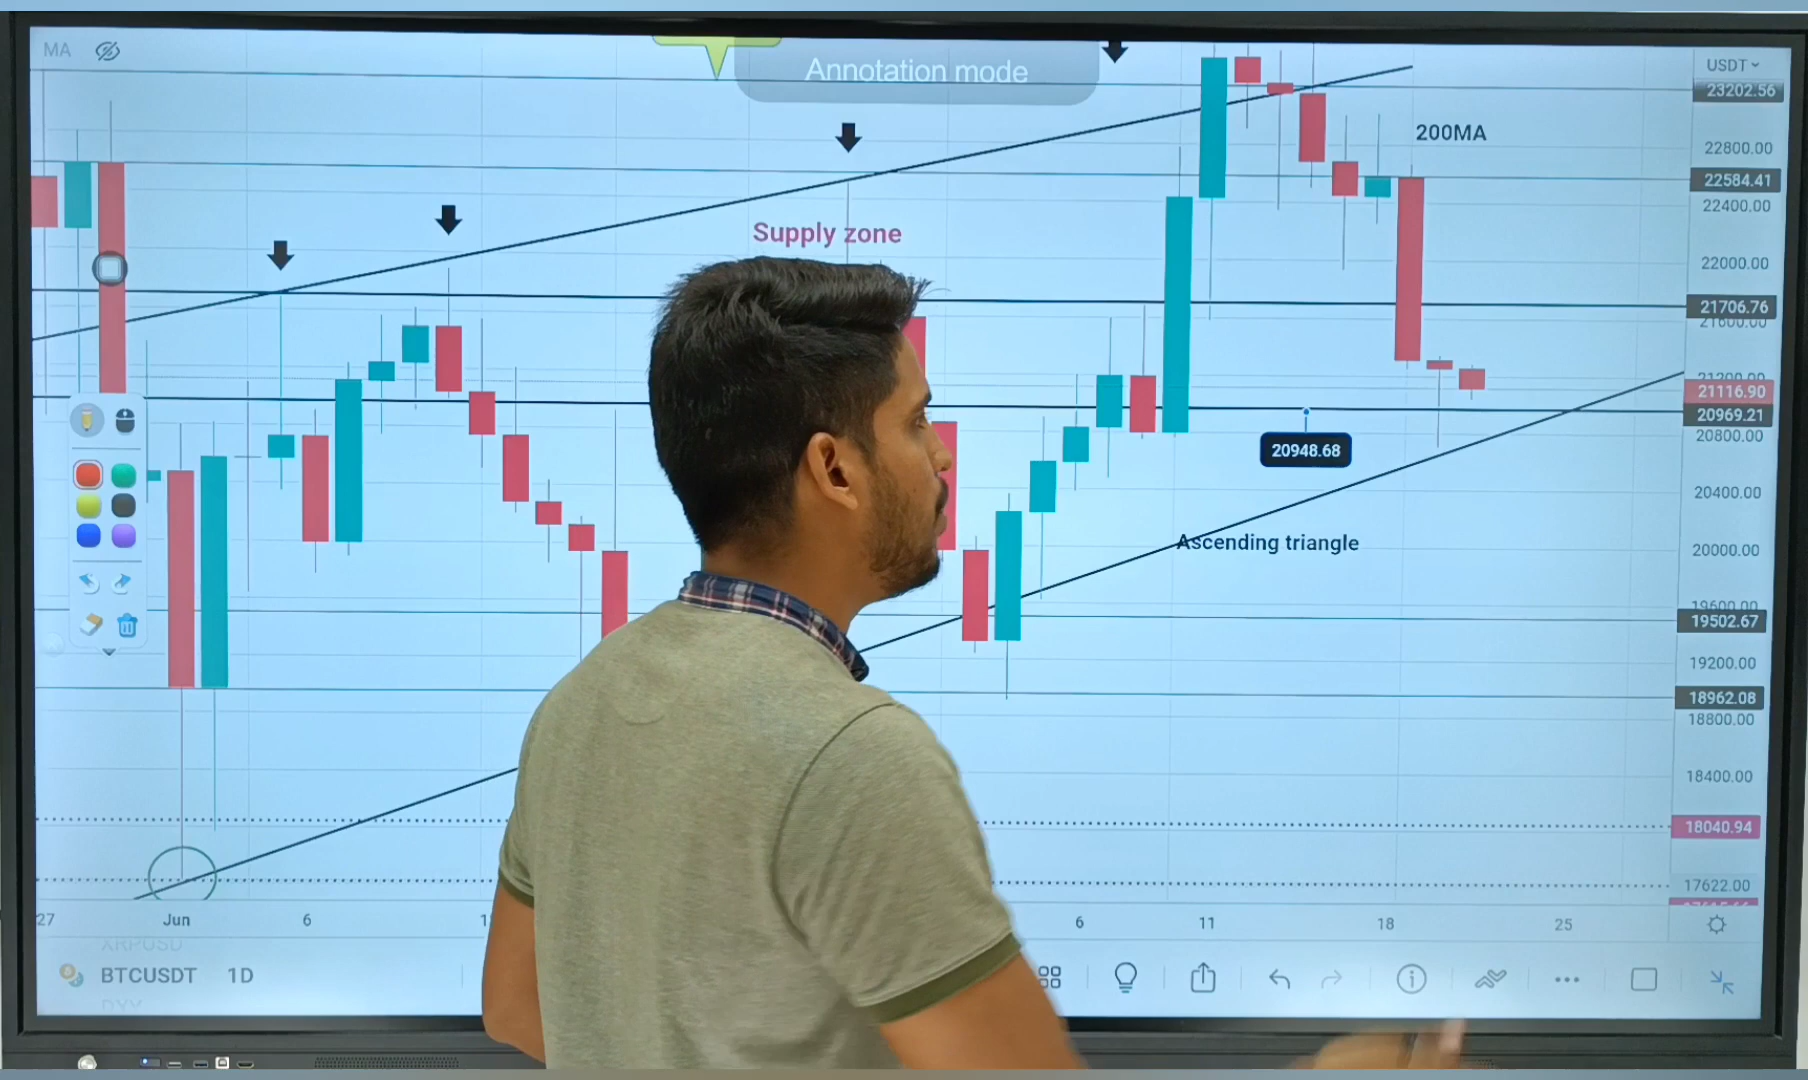 MA
Annotation mode
USDT
23202.56
200MA
22800.00
22584.41
22400.00
Supply zone
22000.00
21706.76
21600.00
21200.00
21116.90
20969.21
20800.00
20948.68
20400.00
Ascending triangle
20000.00
19600.00
19502.67
19200.00
18962.08
18800.00
18400.00
18040.94
17622.00
27
Jun
6
6
11
18
25
XRPUSD
BTCUSDT 1D
DXY